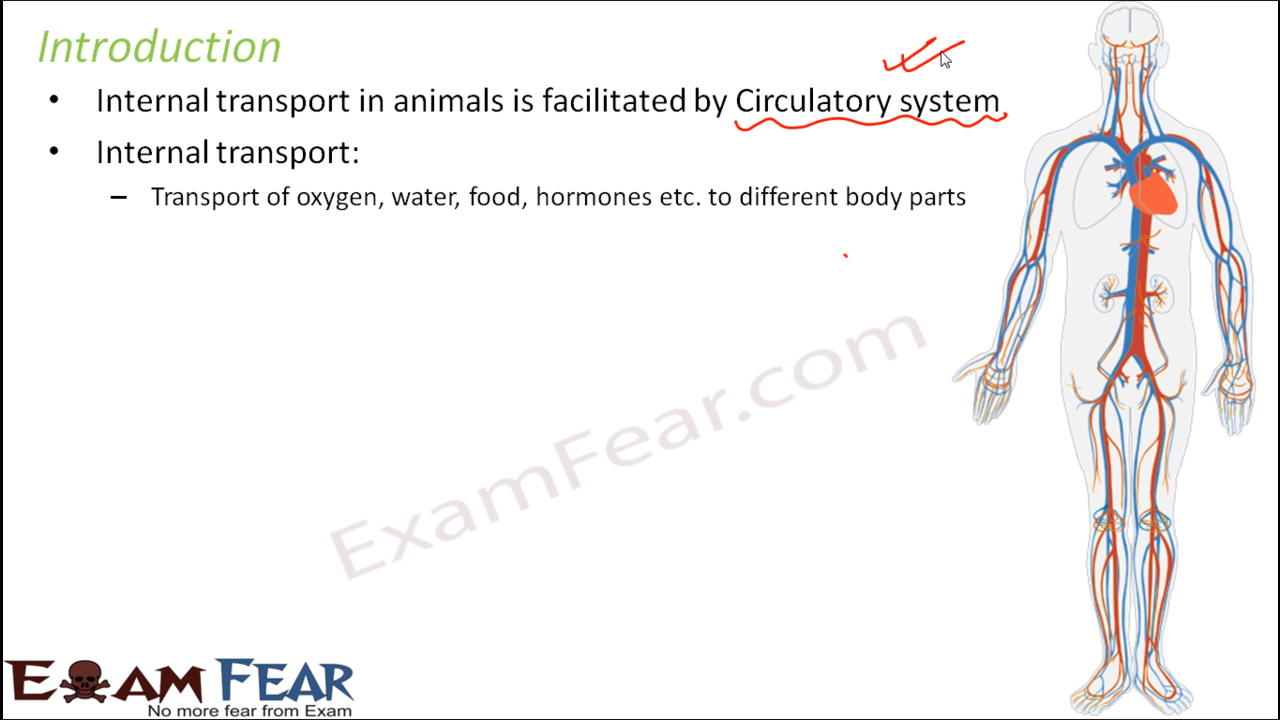 Introduction
• Internal transport in animals is facilitated by Circulatory system
• Internal transport:
– Transport of oxygen, water, food, hormones etc. to different body parts
ExamFear.com
EXAM FEAR
No more fear from Exam